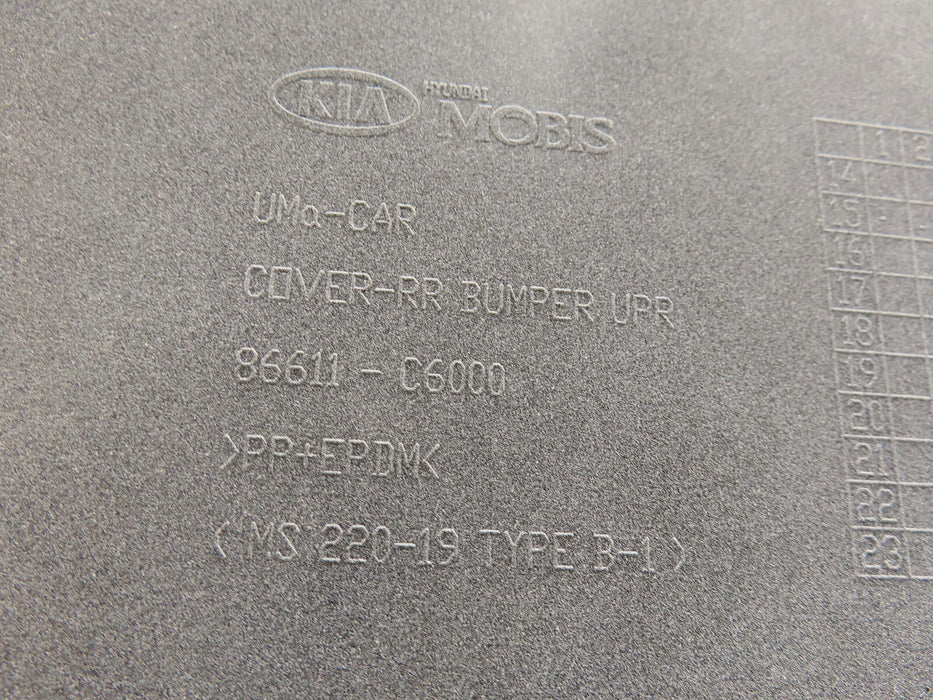 KIA HYUNDAI MOBIS
UMa-CAR
COVER-RR BUMPER UPR
86611 - C6000
>PP+EPDM<
<MS 220-19 TYPE B-1>
1 2
14
15
16
17
18
19
20
21
22
23